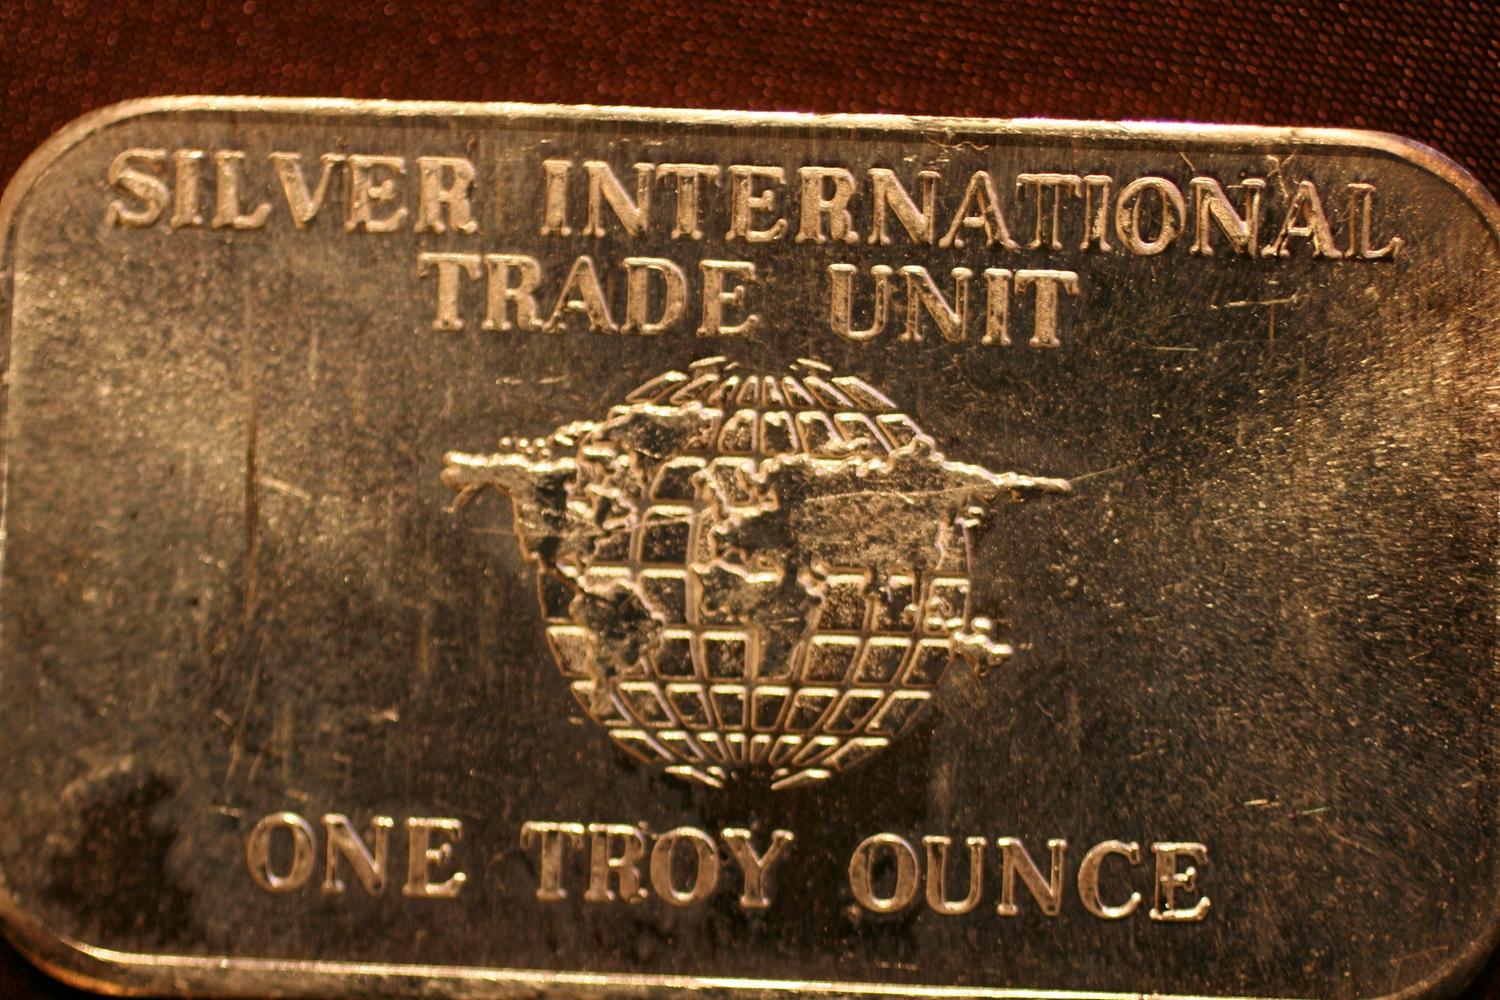 SILVER INTERNATIONAL
TRADE UNIT
ONE TROY OUNCE